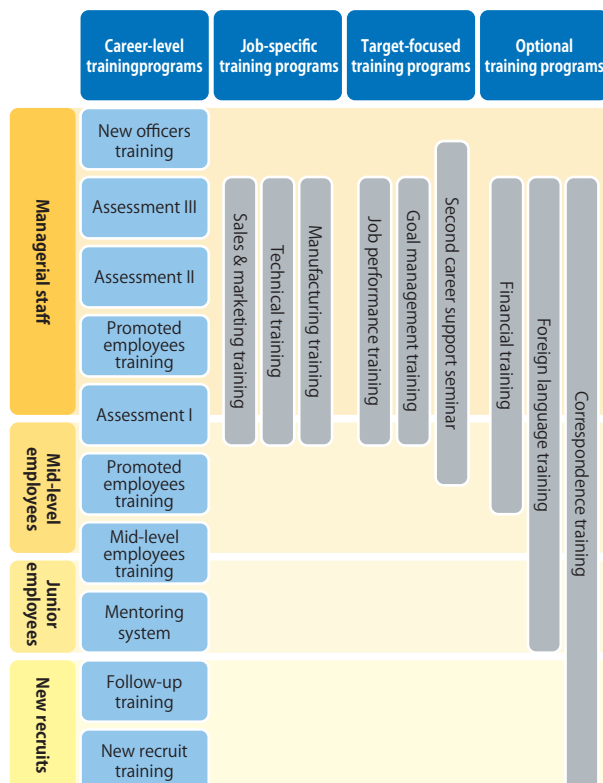 Career-level
trainingprograms
Job-specific
training programs
Target-focused
training programs
Optional
training programs
Managerial staff
Mid-level
employees
Junior
employees
New recruits
New officers
training
Assessment III
Assessment II
Promoted
employees
training
Assessment I
Promoted
employees
training
Mid-level
employees
training
Mentoring
system
Follow-up
training
New recruit
training
Sales & marketing training
Technical training
Manufacturing training
Job performance training
Goal management training
Second career support seminar
Financial training
Foreign language training
Correspondence training